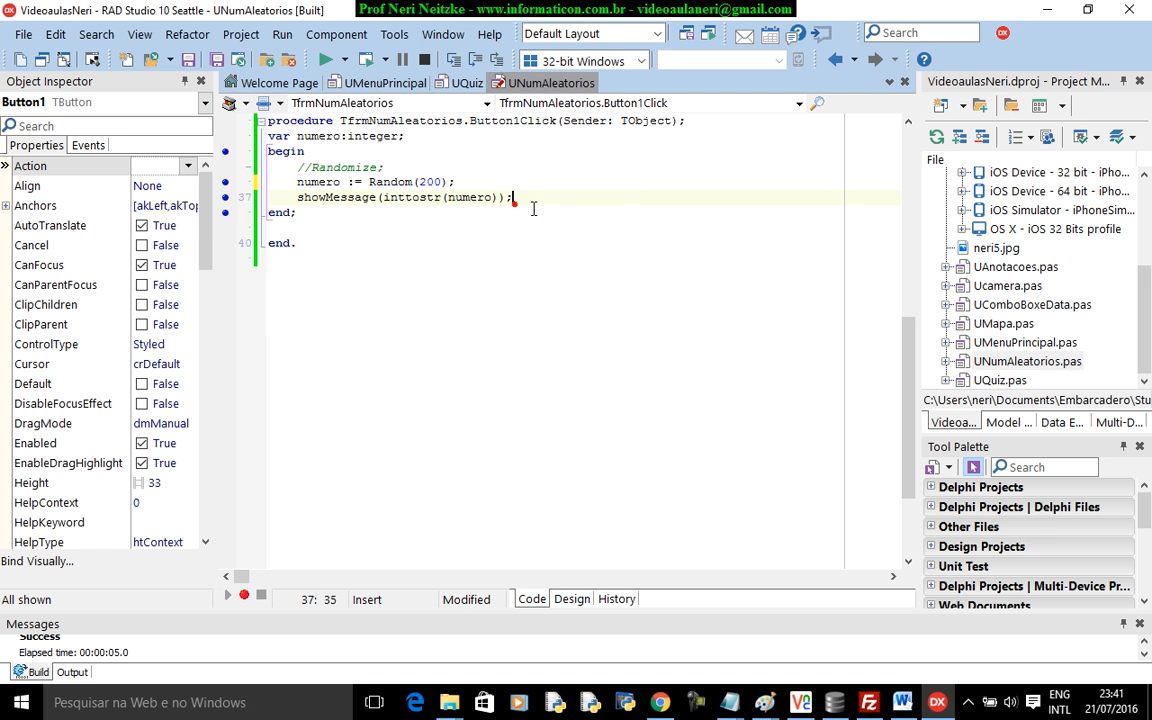 Prof Neri Neitzke - www.informaticon.com.br - videoaulaneri@gmail.com
VideoaulasNeri - RAD Studio 10 Seattle - UNumAleatorios [Built]
File Edit Search View Refactor Project Run Component Tools Window Help
Default Layout
Search
32-bit Windows
Object Inspector
Button1 TButton
Search
Properties Events
Action
Align None
Anchors [akLeft,akTop
AutoTranslate True
Cancel False
CanFocus True
CanParentFocus False
ClipChildren False
ClipParent False
ControlType Styled
Cursor crDefault
Default False
DisableFocusEffect False
DragMode dmManual
Enabled True
EnableDragHighlight True
Height 33
HelpContext 0
HelpKeyword
HelpType htContext
Bind Visually...
All shown
Welcome Page UMenuPrincipal UQuiz UNumAleatorios
TfrmNumAleatorios TfrmNumAleatorios.Button1Click
procedure TfrmNumAleatorios.Button1Click(Sender: TObject);
var numero:integer;
begin
//Randomize;
numero := Random(200);
37 showMessage(inttostr(numero));
end;
40 end.
37: 35 Insert Modified Code Design History
VideoaulasNeri.dproj - Project M...
File
iOS Device - 32 bit - iPho...
iOS Device - 64 bit - iPho...
iOS Simulator - iPhoneSim...
OS X - iOS 32 Bits profile
neri5.jpg
UAnotacoes.pas
Ucamera.pas
UComboBoxData.pas
UMapa.pas
UMenuPrincipal.pas
UNumAleatorios.pas
UQuiz.pas
C:\Users\neri\Documents\Embarcadero\Stu
Videoa... Model ... Data E... Multi-D...
Tool Palette
Search
Delphi Projects
Delphi Projects | Delphi Files
Other Files
Design Projects
Unit Test
Delphi Projects | Multi-Device Pr...
Web Documents
Messages
Success
Elapsed time: 00:00:05.0
Build Output
Pesquisar na Web e no Windows
ENG
INTL
23:41
21/07/2016